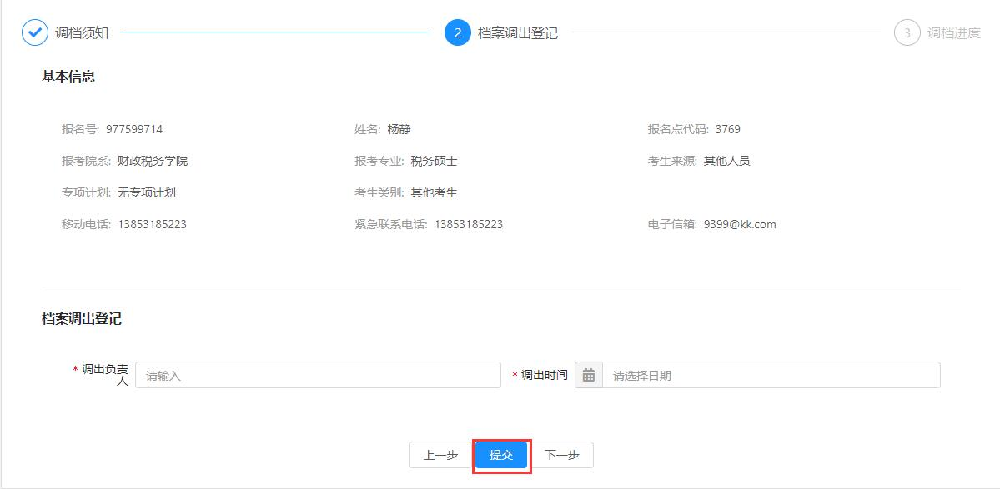 调档须知
2 档案调出登记
3 调档进度
基本信息
报名号: 977599714 姓名: 杨静 报名点代码: 3769
报考院系: 财政税务学院 报考专业: 税务硕士 考生来源: 其他人员
专项计划: 无专项计划 考生类别: 其他考生
移动电话: 13853185223 紧急联系电话: 13853185223 电子信箱: 9399@kk.com
档案调出登记
* 调出负责
人 请输入 * 调出时间 请选择日期
上一步 提交 下一步